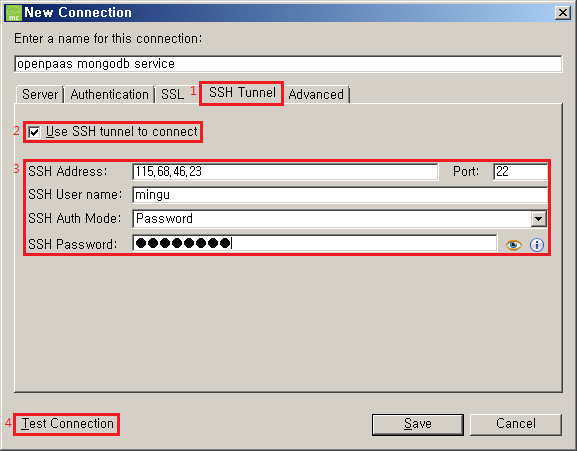 mc New Connection
Enter a name for this connection:
openpaas mongodb service
Server Authentication SSL 1 SSH Tunnel Advanced
2 Use SSH tunnel to connect
3 SSH Address: 115,68,46,23 Port: 22
SSH User name: mingu
SSH Auth Mode: Password
SSH Password: ●●●●●●●●
4 Test Connection Save Cancel